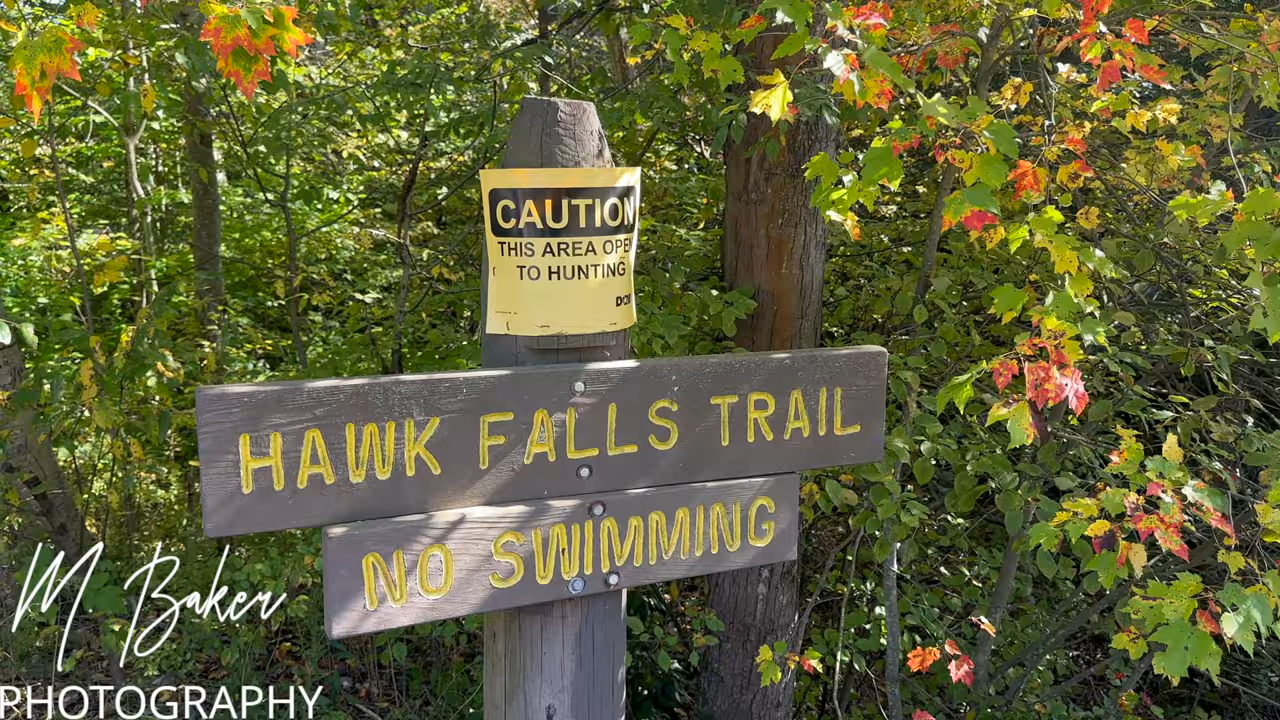 CAUTION
THIS AREA OPEN
TO HUNTING
HAWK FALLS TRAIL
NO SWIMMING
M Baker
PHOTOGRAPHY